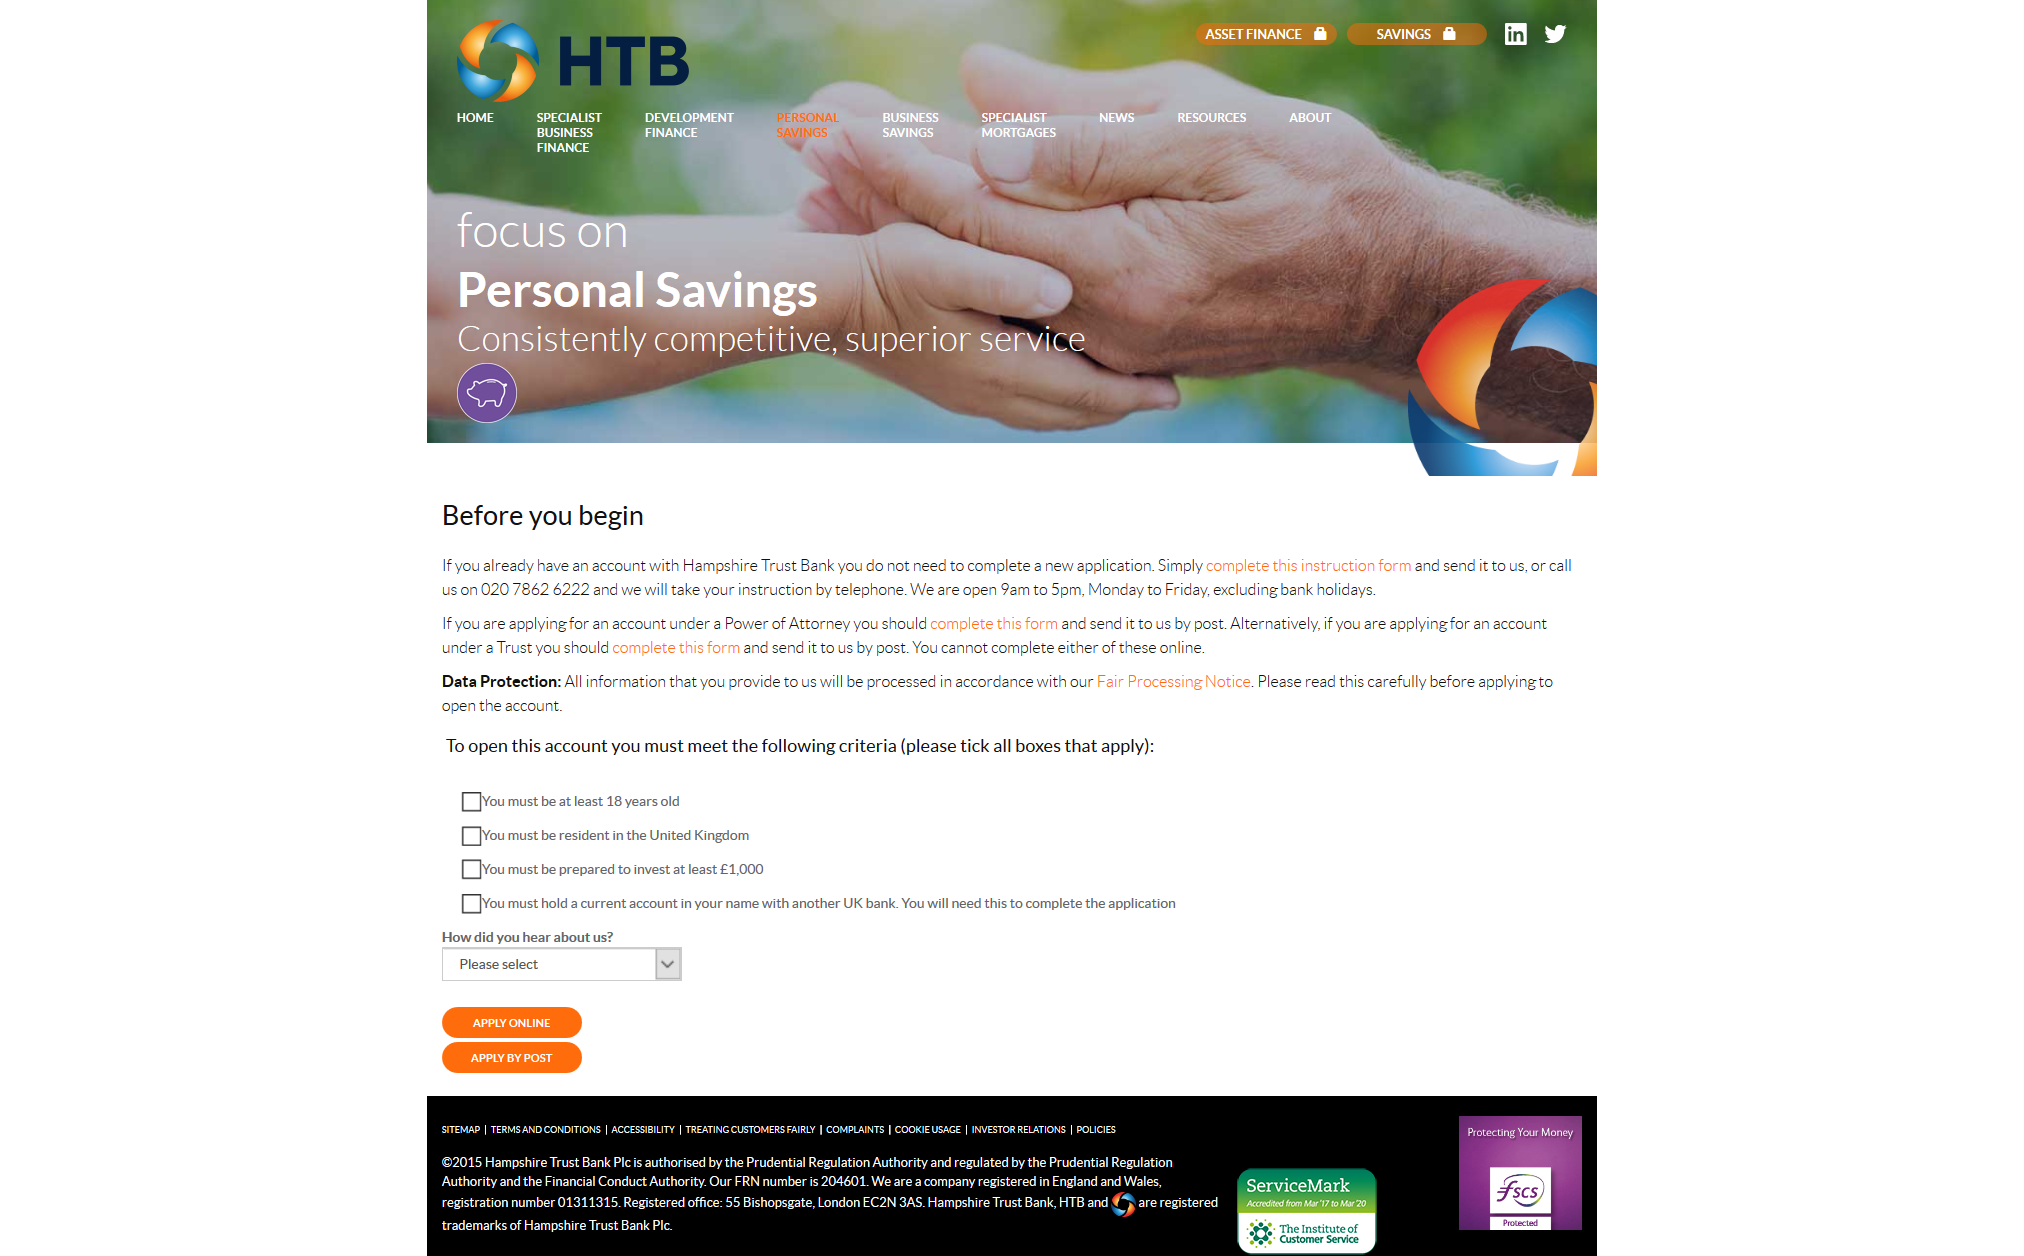 HTB
ASSET FINANCE
SAVINGS
in
HOME
SPECIALIST
BUSINESS
FINANCE
DEVELOPMENT
FINANCE
PERSONAL
SAVINGS
BUSINESS
SAVINGS
SPECIALIST
MORTGAGES
NEWS
RESOURCES
ABOUT
focus on
Personal Savings
Consistently competitive, superior service
Before you begin
If you already have an account with Hampshire Trust Bank you do not need to complete a new application. Simply complete this instruction form and send it to us, or call
us on 020 7862 6222 and we will take your instruction by telephone. We are open 9am to 5pm, Monday to Friday, excluding bank holidays.
If you are applying for an account under a Power of Attorney you should complete this form and send it to us by post. Alternatively, if you are applying for an account
under a Trust you should complete this form and send it to us by post. You cannot complete either of these online.
Data Protection: All information that you provide to us will be processed in accordance with our Fair Processing Notice. Please read this carefully before applying to
open the account.
To open this account you must meet the following criteria (please tick all boxes that apply):
You must be at least 18 years old
You must be resident in the United Kingdom
You must be prepared to invest at least £1,000
You must hold a current account in your name with another UK bank. You will need this to complete the application
How did you hear about us?
Please select
APPLY ONLINE
APPLY BY POST
SITEMAP | TERMS AND CONDITIONS | ACCESSIBILITY | TREATING CUSTOMERS FAIRLY | COMPLAINTS | COOKIE USAGE | INVESTOR RELATIONS | POLICIES
©2015 Hampshire Trust Bank Plc is authorised by the Prudential Regulation Authority and regulated by the Prudential Regulation
Authority and the Financial Conduct Authority. Our FRN number is 204601. We are a company registered in England and Wales,
registration number 01311315. Registered office: 55 Bishopsgate, London EC2N 3AS. Hampshire Trust Bank, HTB and are registered
trademarks of Hampshire Trust Bank Plc.
ServiceMark
Accredited from Mar'17 to Mar'20
The Institute of
Customer Service
Protecting Your Money
FSCS
Protected